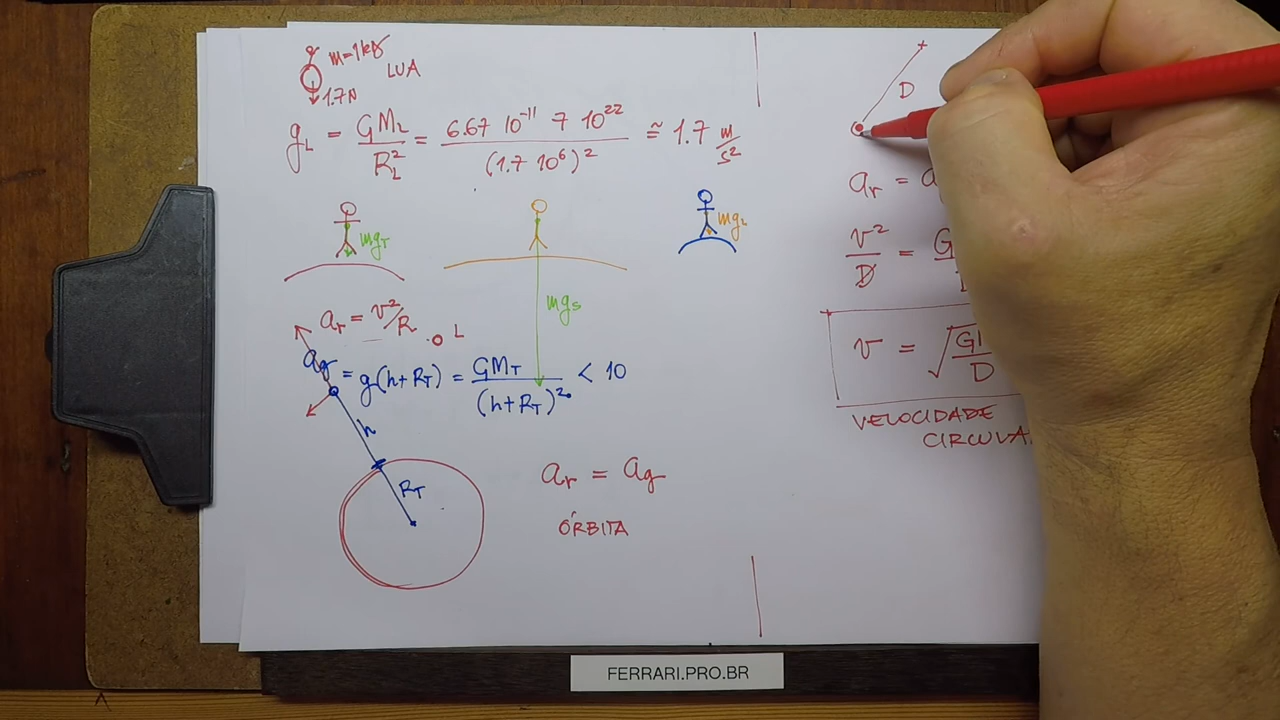 m=1kg
LUA
1.7N
g_L = GM_L / R_L² = 6.67 10⁻¹¹ 7 10²² / (1.7 10⁶)² ≅ 1.7 m/s²
mg_T
mg_S
mg_L
a_r = v²/R
L
a_g = g(h+R_T) = GM_T / (h+R_T)² < 10
h
R_T
a_r = a_g
ÓRBITA
D
a_r = a
v²/D = G
v = √G / D
VELOCIDADE
CIRCULA
FERRARI.PRO.BR